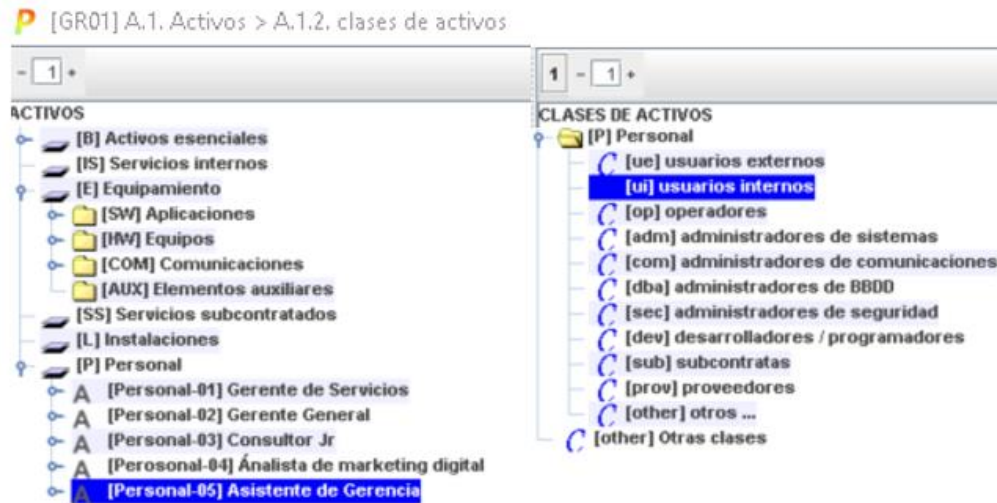 P [GR01] A.1. Activos > A.1.2. clases de activos
- 1 +
ACTIVOS
[B] Activos esenciales
[IS] Servicios internos
[E] Equipamiento
[SW] Aplicaciones
[HW] Equipos
[COM] Comunicaciones
[AUX] Elementos auxiliares
[SS] Servicios subcontratados
[L] Instalaciones
[P] Personal
A [Personal-01] Gerente de Servicios
A [Personal-02] Gerente General
A [Personal-03] Consultor Jr
A [Perosonal-04] Ánalista de marketing digital
A [Personal-05] Asistente de Gerencia
1 - 1 +
CLASES DE ACTIVOS
[P] Personal
C [ue] usuarios externos
[ui] usuarios internos
C [op] operadores
C [adm] administradores de sistemas
C [com] administradores de comunicaciones
C [dba] administradores de BBDD
C [sec] administradores de seguridad
C [dev] desarrolladores / programadores
C [sub] subcontratas
C [prov] proveedores
C [other] otros ...
C [other] Otras clases